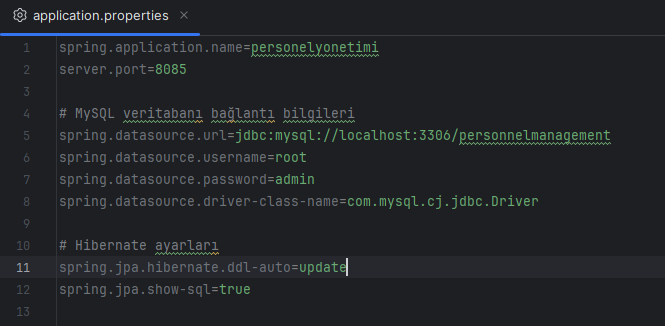 application.properties
1 spring.application.name=personelyonetimi
2 server.port=8085
3
4 # MySQL veritabanı bağlantı bilgileri
5 spring.datasource.url=jdbc:mysql://localhost:3306/personnelmanagement
6 spring.datasource.username=root
7 spring.datasource.password=admin
8 spring.datasource.driver-class-name=com.mysql.cj.jdbc.Driver
9
10 # Hibernate ayarları
11 spring.jpa.hibernate.ddl-auto=update
12 spring.jpa.show-sql=true
13